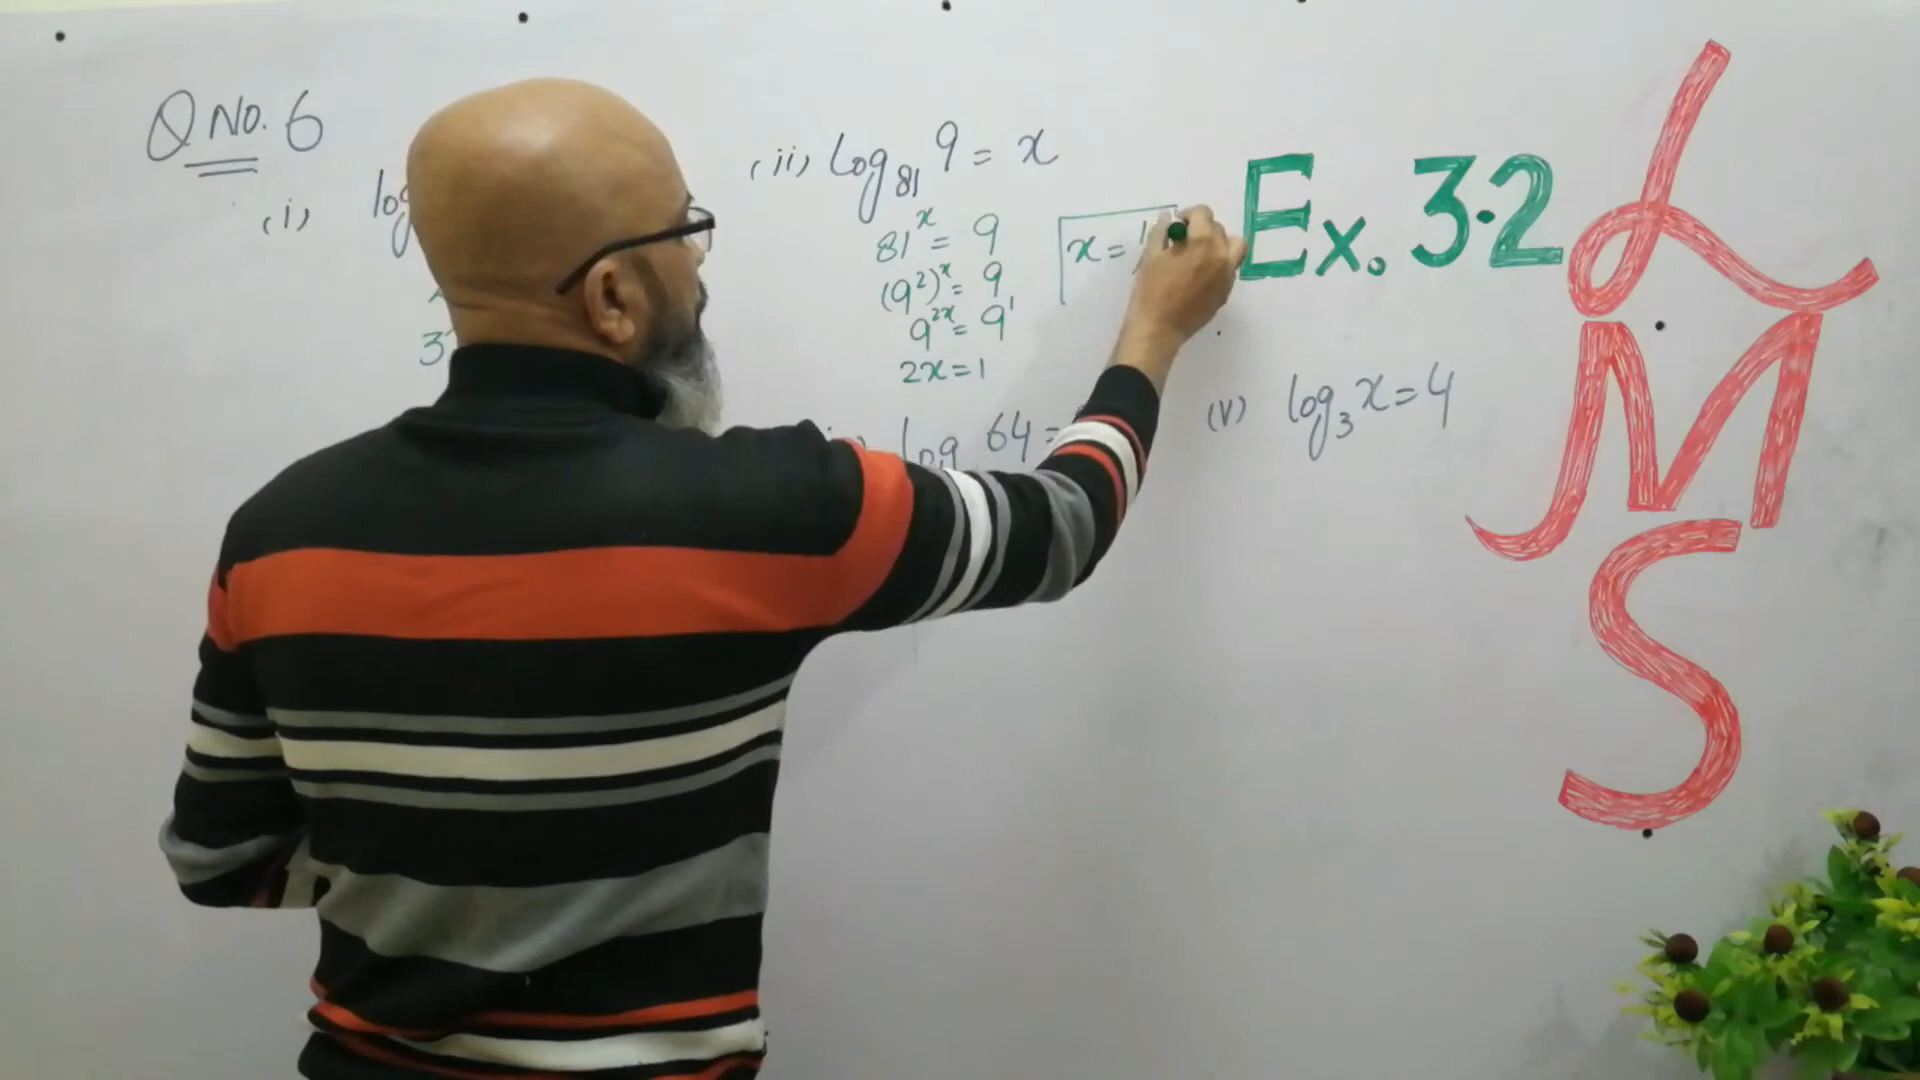 Q No. 6
(i) log
(ii) log₈₁ 9 = x
81ˣ = 9
(9²)ˣ = 9
9²ˣ = 9¹
2x = 1
x = 1
log 64 =
(v) log₃ x = 4
Ex. 3.2
L
M
S